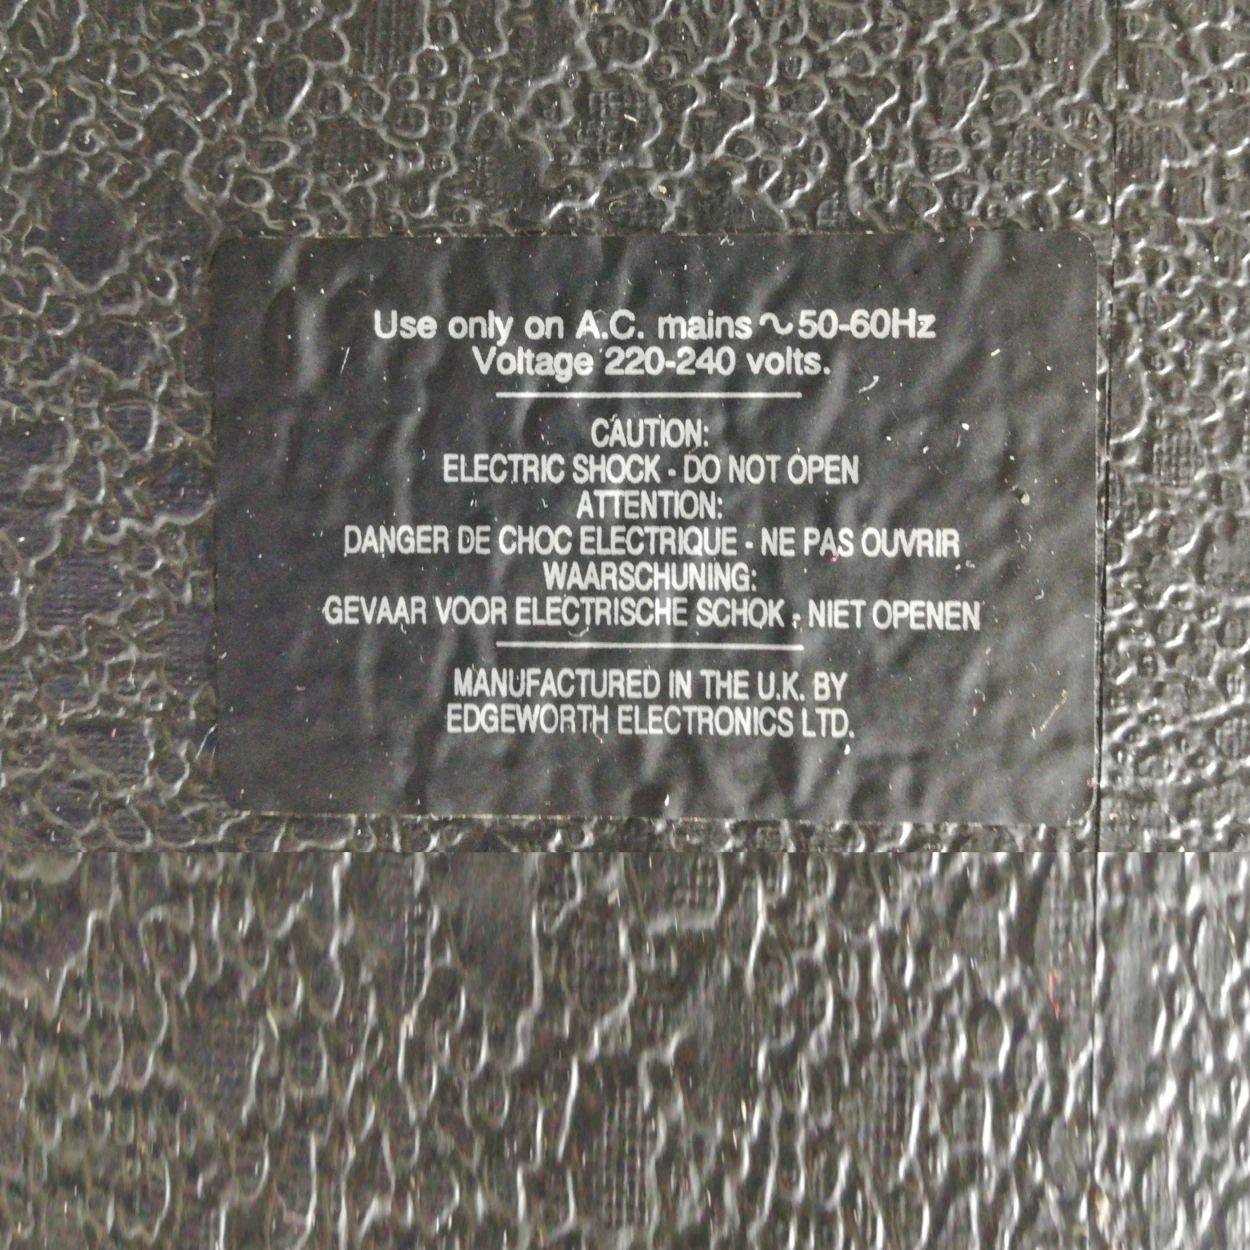 Use only on A.C. mains ∿ 50-60Hz
Voltage 220-240 volts.
CAUTION:
ELECTRIC SHOCK - DO NOT OPEN
ATTENTION:
DANGER DE CHOC ELECTRIQUE - NE PAS OUVRIR
WAARSCHUNING:
GEVAAR VOOR ELECTRISCHE SCHOK - NIET OPENEN
MANUFACTURED IN THE U.K. BY
EDGEWORTH ELECTRONICS LTD.